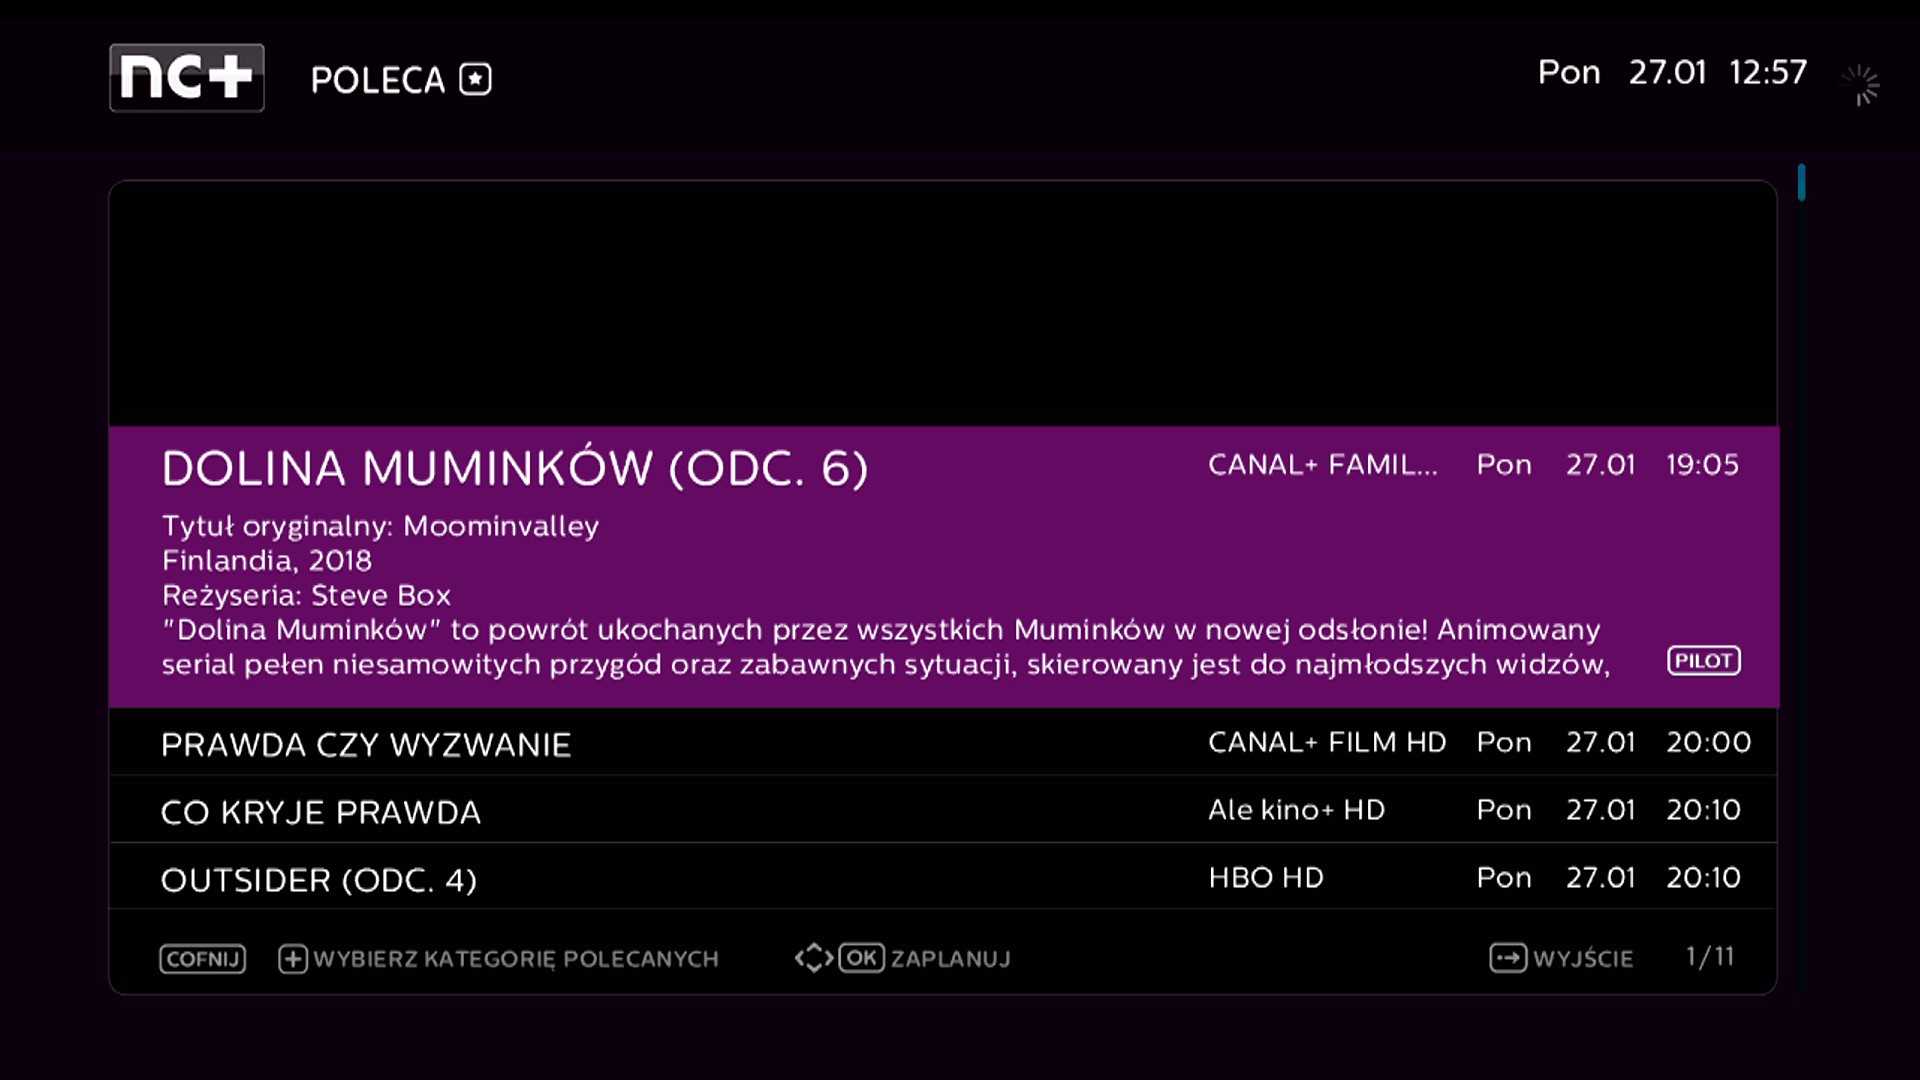 nc+ POLECA Pon 27.01 12:57
DOLINA MUMINKÓW (ODC. 6) CANAL+ FAMIL... Pon 27.01 19:05
Tytuł oryginalny: Moominvalley
Finlandia, 2018
Reżyseria: Steve Box
"Dolina Muminków" to powrót ukochanych przez wszystkich Muminków w nowej odsłonie! Animowany
serial pełen niesamowitych przygód oraz zabawnych sytuacji, skierowany jest do najmłodszych widzów,
PILOT
PRAWDA CZY WYZWANIE CANAL+ FILM HD Pon 27.01 20:00
CO KRYJE PRAWDA Ale kino+ HD Pon 27.01 20:10
OUTSIDER (ODC. 4) HBO HD Pon 27.01 20:10
COFNIJ + WYBIERZ KATEGORIĘ POLECANYCH OK ZAPLANUJ WYJŚCIE 1/11